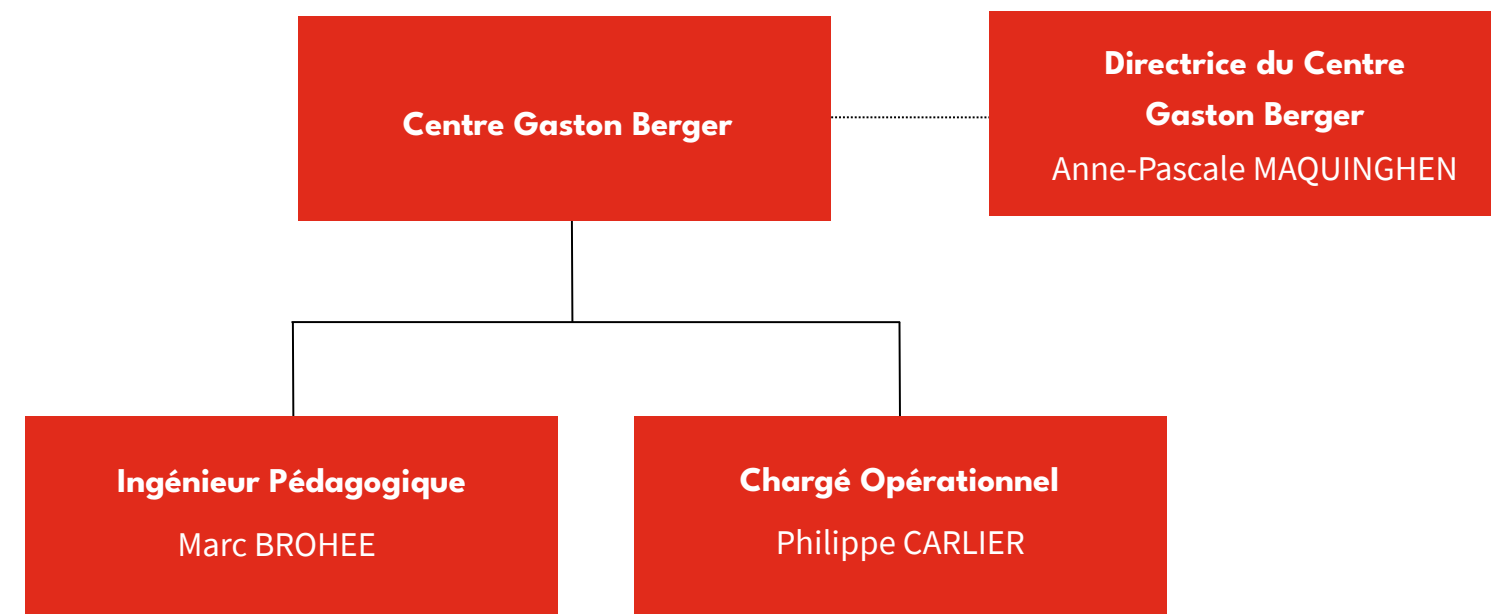 Centre Gaston Berger
Directrice du Centre
Gaston Berger
Anne-Pascale MAQUINGHEN
Ingénieur Pédagogique
Marc BROHEE
Chargé Opérationnel
Philippe CARLIER